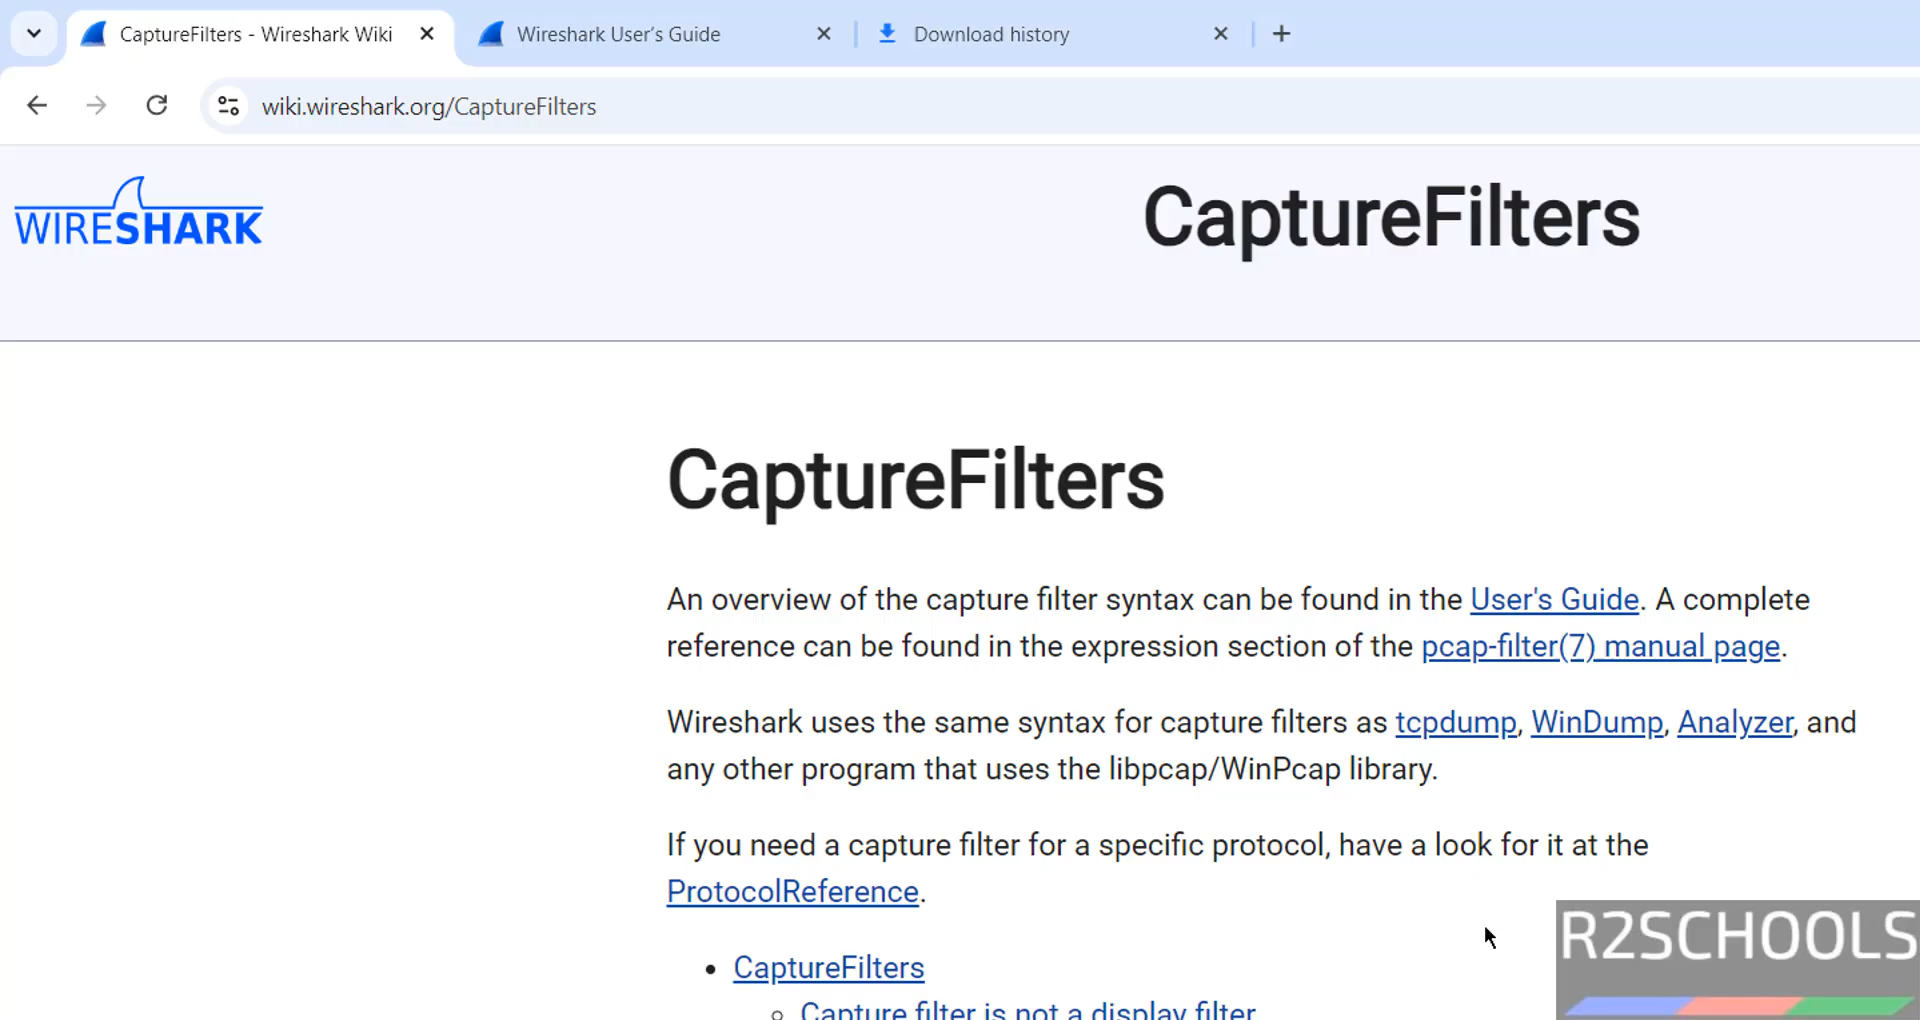 CaptureFilters - Wireshark Wiki
Wireshark User's Guide
Download history
wiki.wireshark.org/CaptureFilters
WIRESHARK
CaptureFilters
CaptureFilters
An overview of the capture filter syntax can be found in the User's Guide. A complete
reference can be found in the expression section of the pcap-filter(7) manual page.
Wireshark uses the same syntax for capture filters as tcpdump, WinDump, Analyzer, and
any other program that uses the libpcap/WinPcap library.
If you need a capture filter for a specific protocol, have a look for it at the
ProtocolReference.
CaptureFilters
Capture filter is not a display filter
R2SCHOOLS